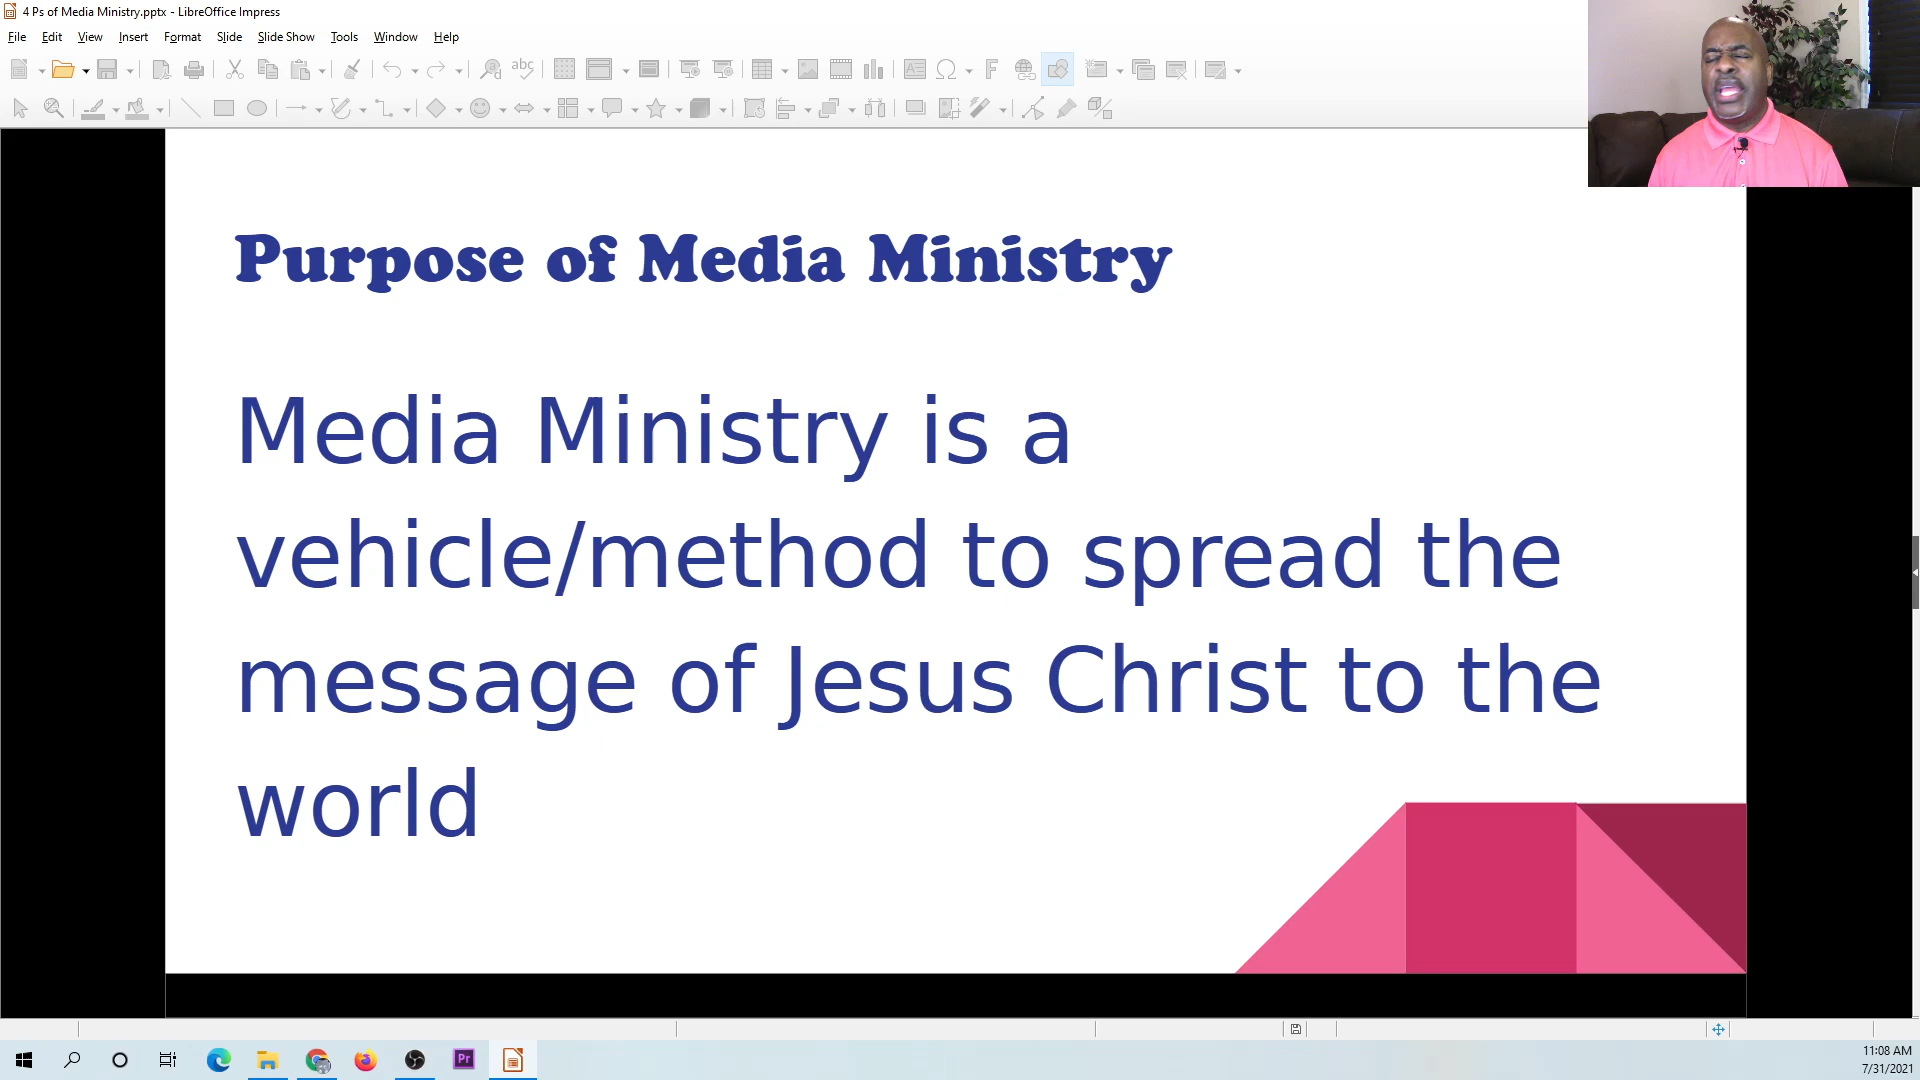 4 Ps of Media Ministry.pptx - LibreOffice Impress
File Edit View Insert Format Slide Slide Show Tools Window Help
Purpose of Media Ministry
Media Ministry is a
vehicle/method to spread the
message of Jesus Christ to the
world
11:08 AM
7/31/2021